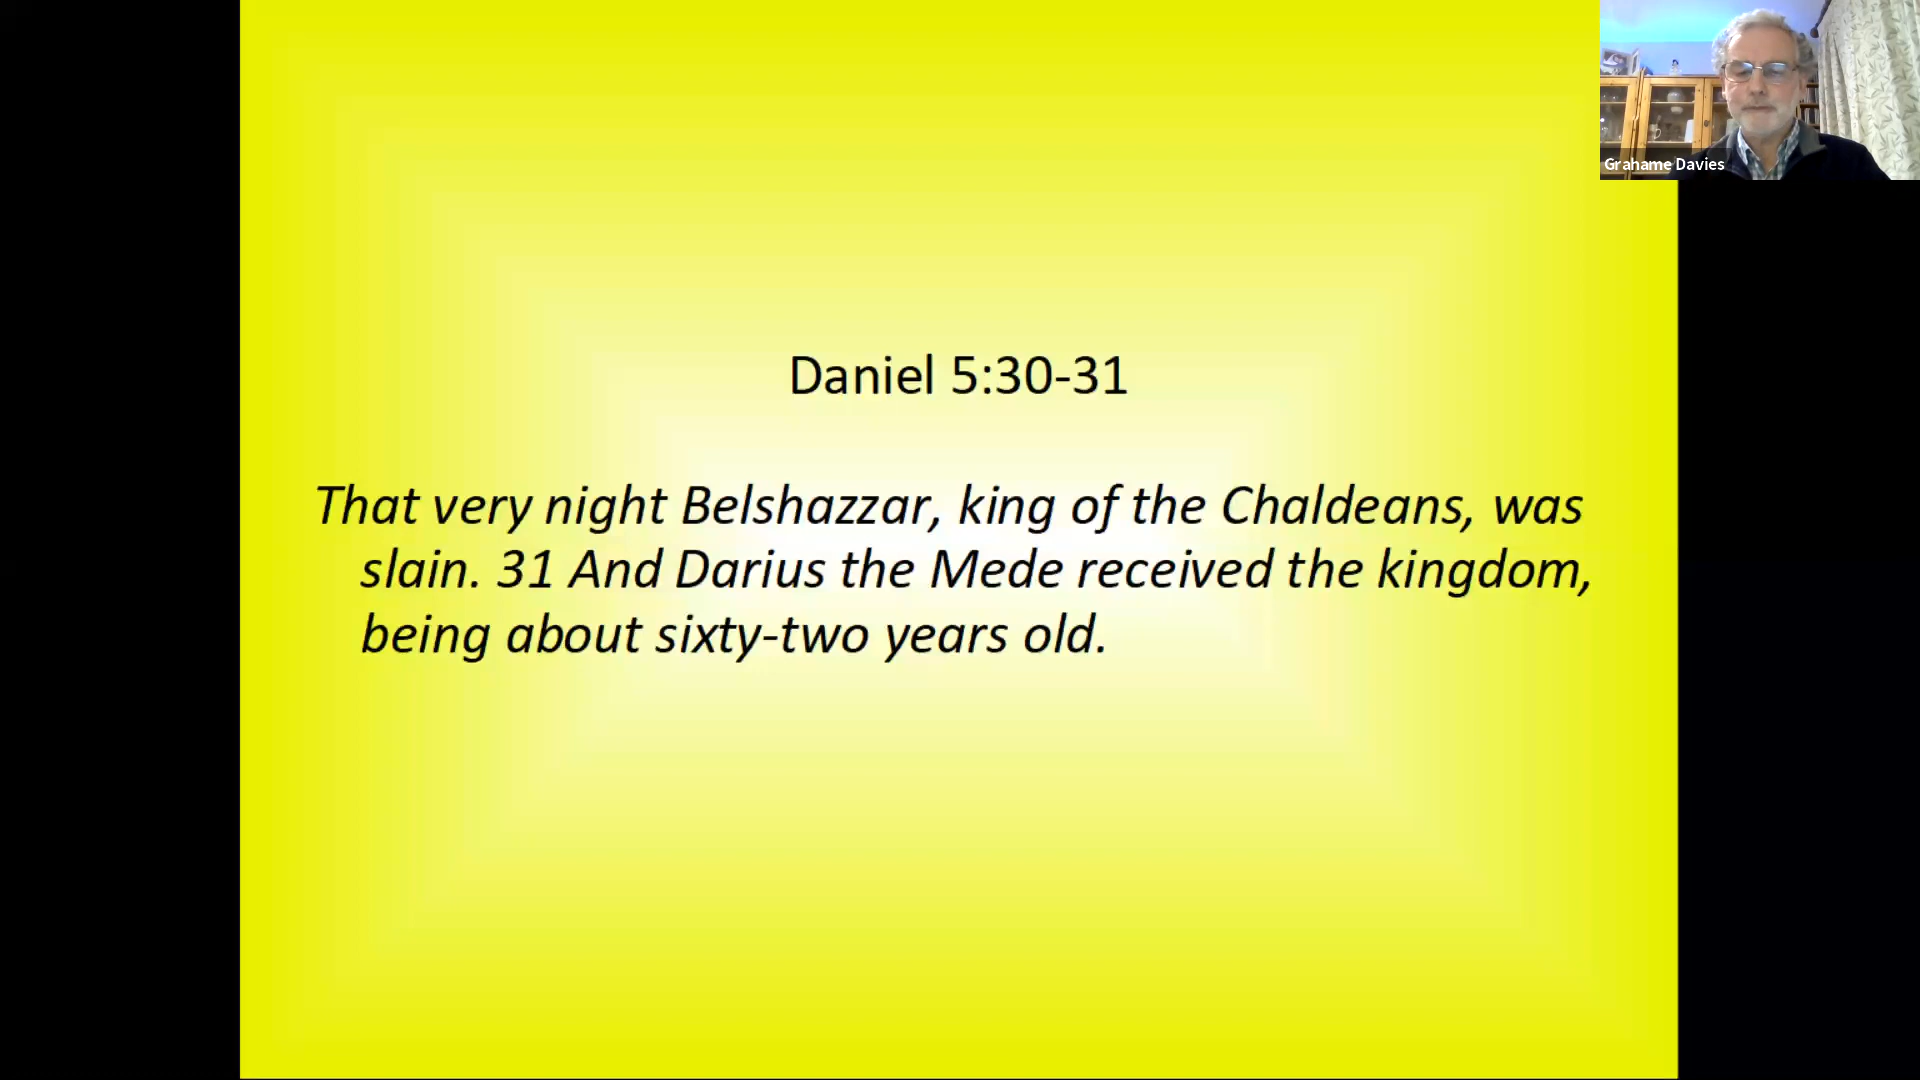 Grahame Davies
Daniel 5:30-31
That very night Belshazzar, king of the Chaldeans, was
slain. 31 And Darius the Mede received the kingdom,
being about sixty-two years old.